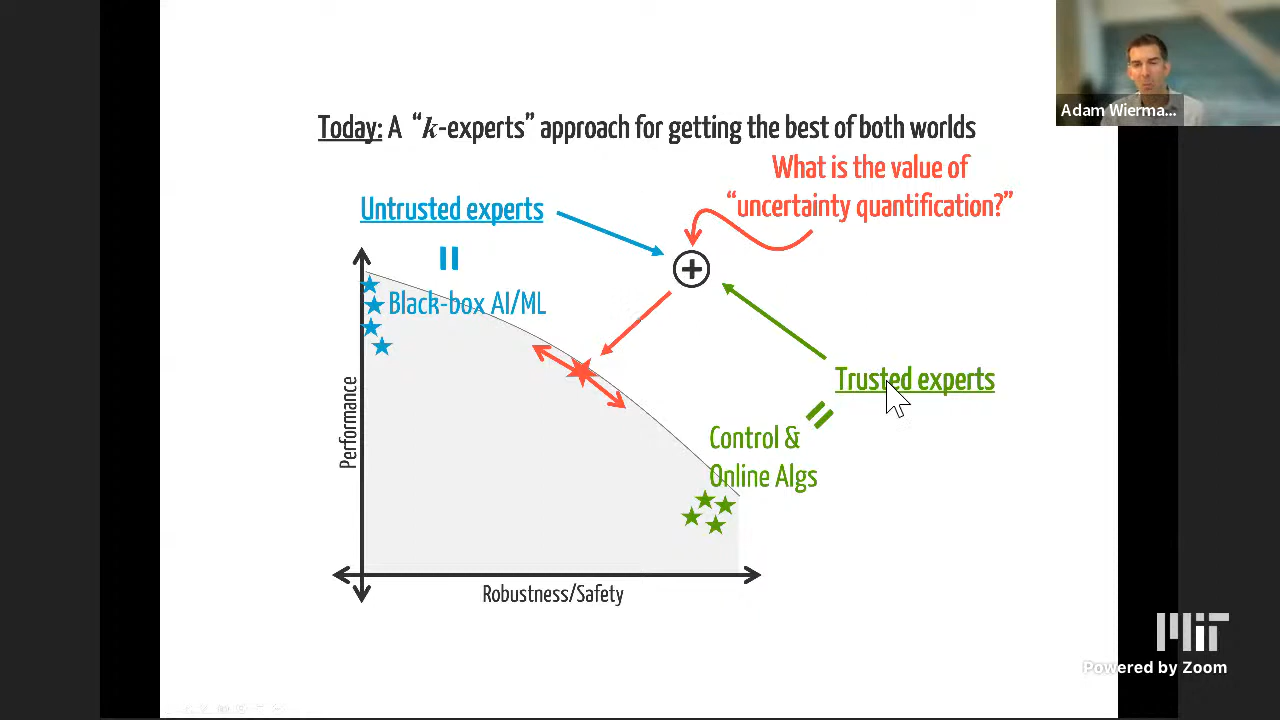 Adam Wierma...
Today: A “k-experts” approach for getting the best of both worlds
What is the value of
“uncertainty quantification?”
Untrusted experts
Black-box AI/ML
Trusted experts
Control &
Online Algs
Performance
Robustness/Safety
MIT
Powered by Zoom